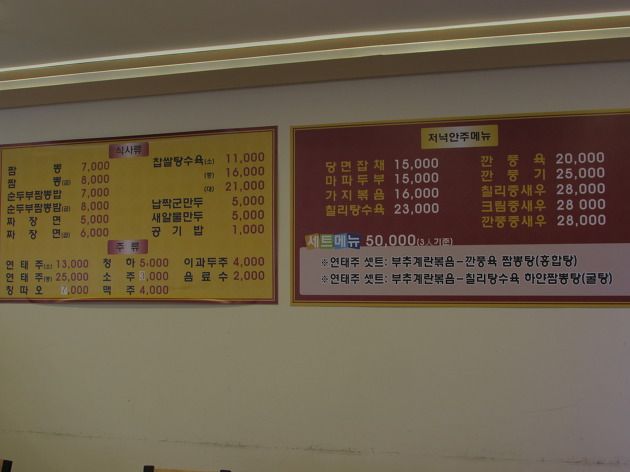 식사류
짬 뽕 7,000
짬 뽕(곱) 8,000
순두부짬뽕밥 7,000
순두부짬뽕밥(곱) 8,000
짜 장 면 5,000
짜 장 면(곱) 6,000
찹쌀탕수육(소) 11,000
(중) 16,000
(대) 21,000
납짝군만두 5,000
새알물만두 5,000
공 기 밥 1,000
주 류
연태주(소) 13,000 청 하 5,000 이과두주 4,000
연태주(중) 25,000 소 주 3,000 음 료 수 2,000
칭 따 오 ,000 맥 주 4,000
저녁안주메뉴
당면잡채 15,000
마파두부 15,000
가지볶음 16,000
칠리탕수육 23,000
깐 풍 육 20,000
깐 풍 기 25,000
칠리중새우 28,000
크림중새우 28 000
깐풍중새우 28,000
세트메뉴 50,000(3人기준)
※연태주 셋트: 부추계란볶음－깐풍육 짬뽕탕(홍합탕)
※연태주 셋트: 부추계란볶음－칠리탕수육 하얀짬뽕탕(굴탕)